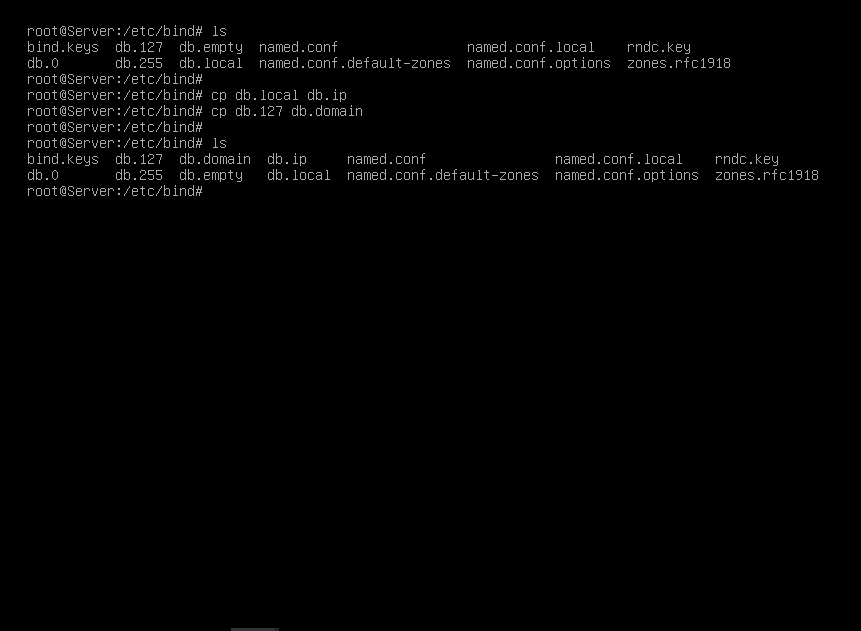 root@Server:/etc/bind# ls
bind.keys  db.127  db.empty  named.conf                named.conf.local    rndc.key
db.0       db.255  db.local  named.conf.default-zones  named.conf.options  zones.rfc1918
root@Server:/etc/bind#
root@Server:/etc/bind# cp db.local db.ip
root@Server:/etc/bind# cp db.127 db.domain
root@Server:/etc/bind#
root@Server:/etc/bind# ls
bind.keys  db.127  db.domain  db.ip     named.conf                named.conf.local    rndc.key
db.0       db.255  db.empty   db.local  named.conf.default-zones  named.conf.options  zones.rfc1918
root@Server:/etc/bind#